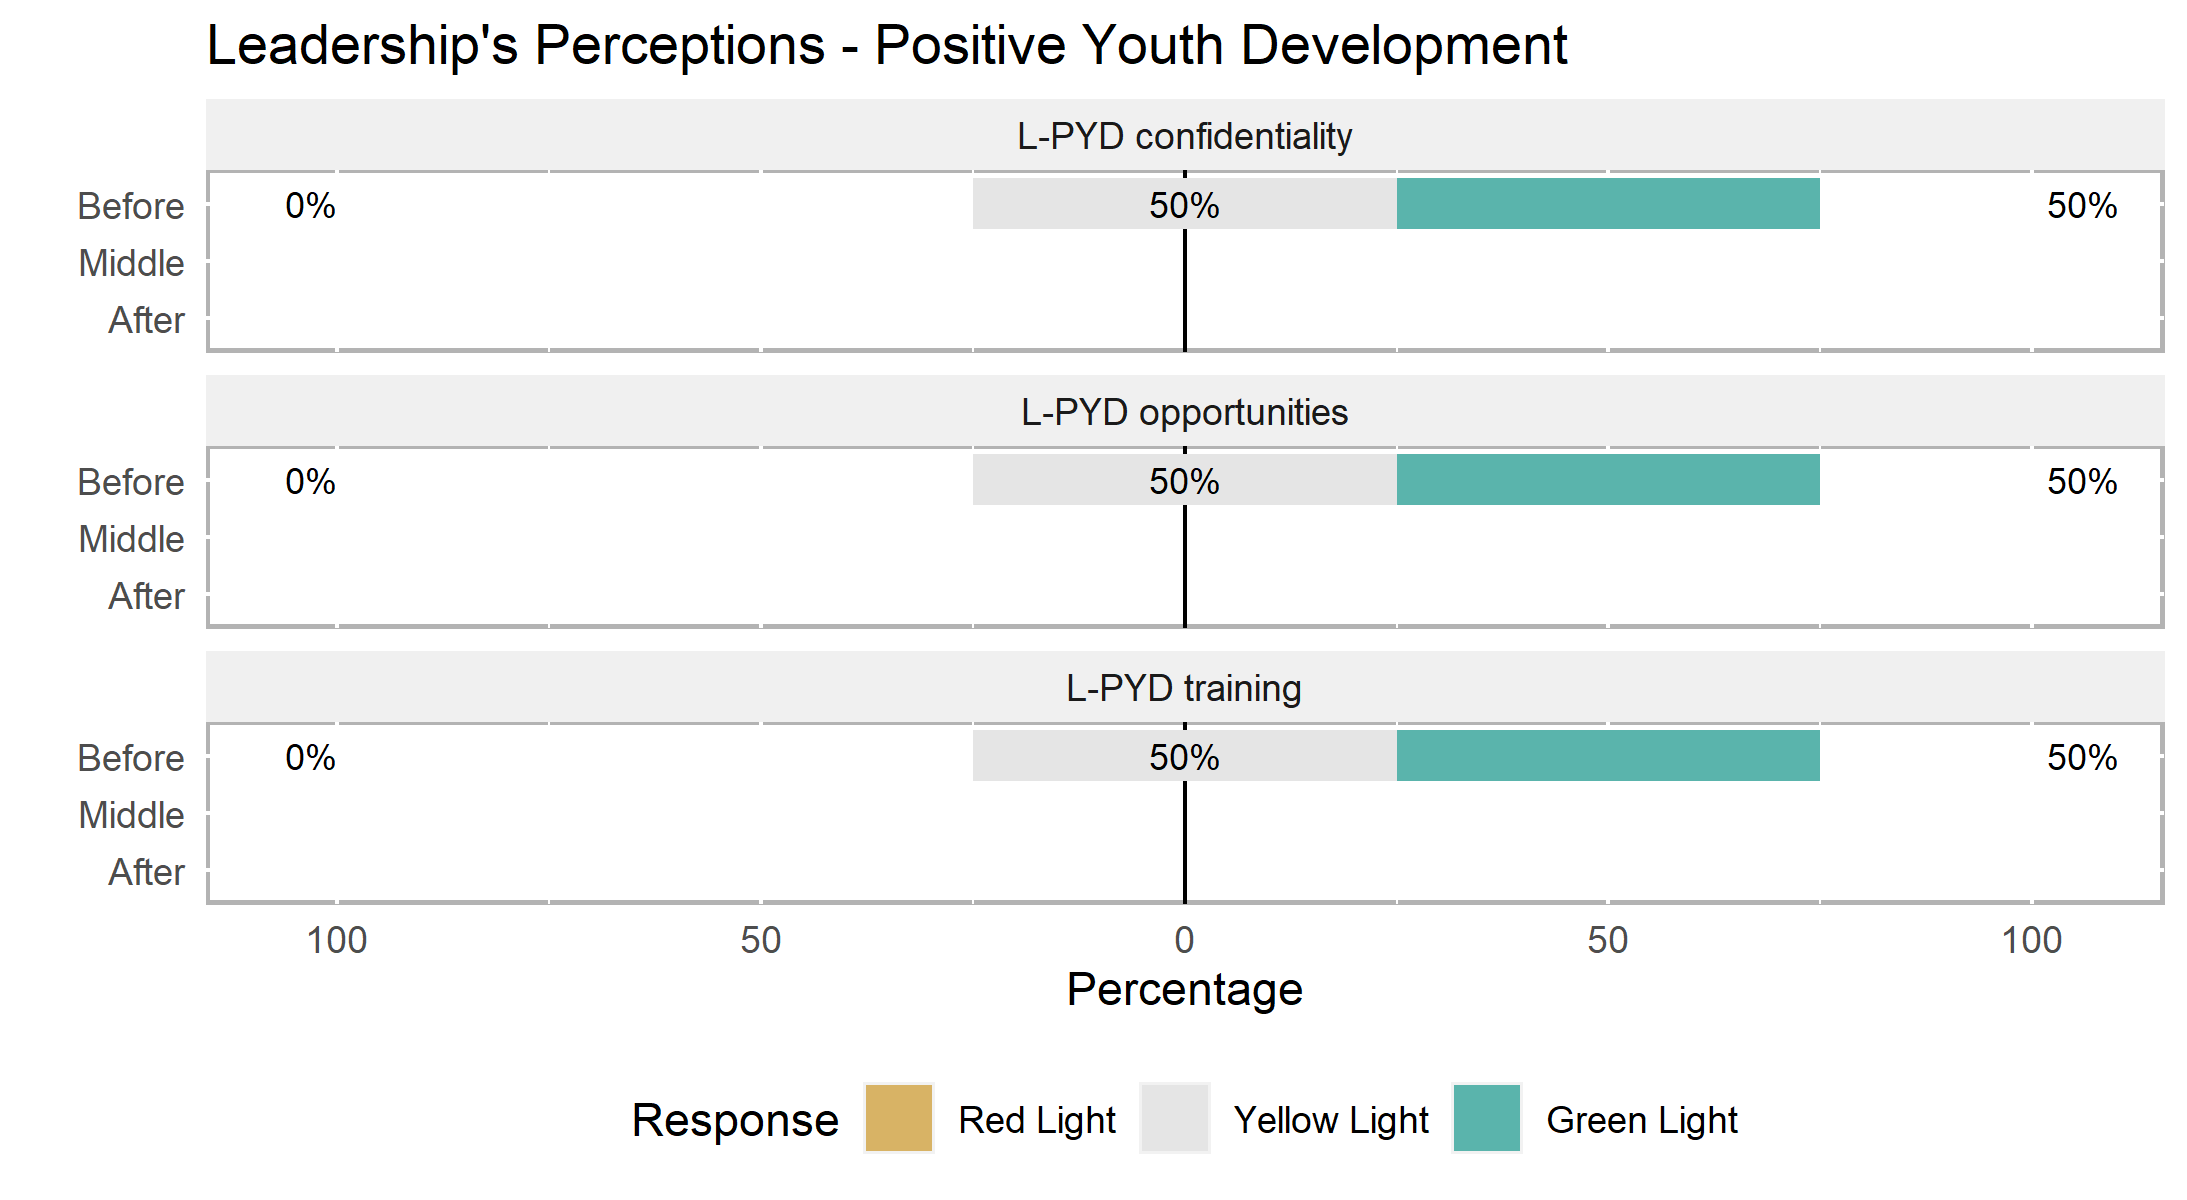 Leadership's Perceptions - Positive Youth Development
L-PYD confidentiality
Before 0% 50% 50%
Middle
After
L-PYD opportunities
Before 0% 50% 50%
Middle
After
L-PYD training
Before 0% 50% 50%
Middle
After
100 50 0 50 100
Percentage
Response Red Light Yellow Light Green Light